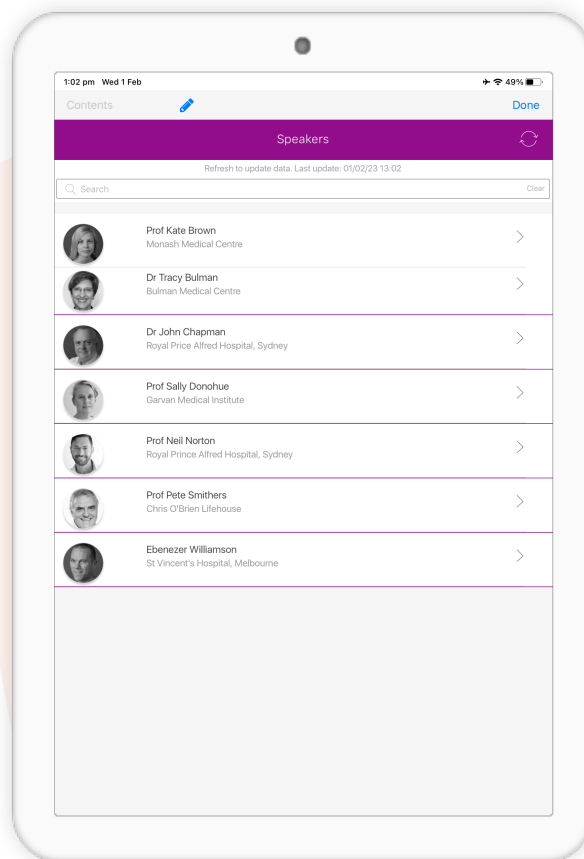 1:02 pm Wed 1 Feb
49%
Contents
Done
Speakers
Refresh to update data. Last update: 01/02/23 13:02
Search
Clear
Prof Kate Brown
Monash Medical Centre
Dr Tracy Bulman
Bulman Medical Centre
Dr John Chapman
Royal Price Alfred Hospital, Sydney
Prof Sally Donohue
Garvan Medical Institute
Prof Neil Norton
Royal Prince Alfred Hospital, Sydney
Prof Pete Smithers
Chris O'Brien Lifehouse
Ebenezer Williamson
St Vincent's Hospital, Melbourne